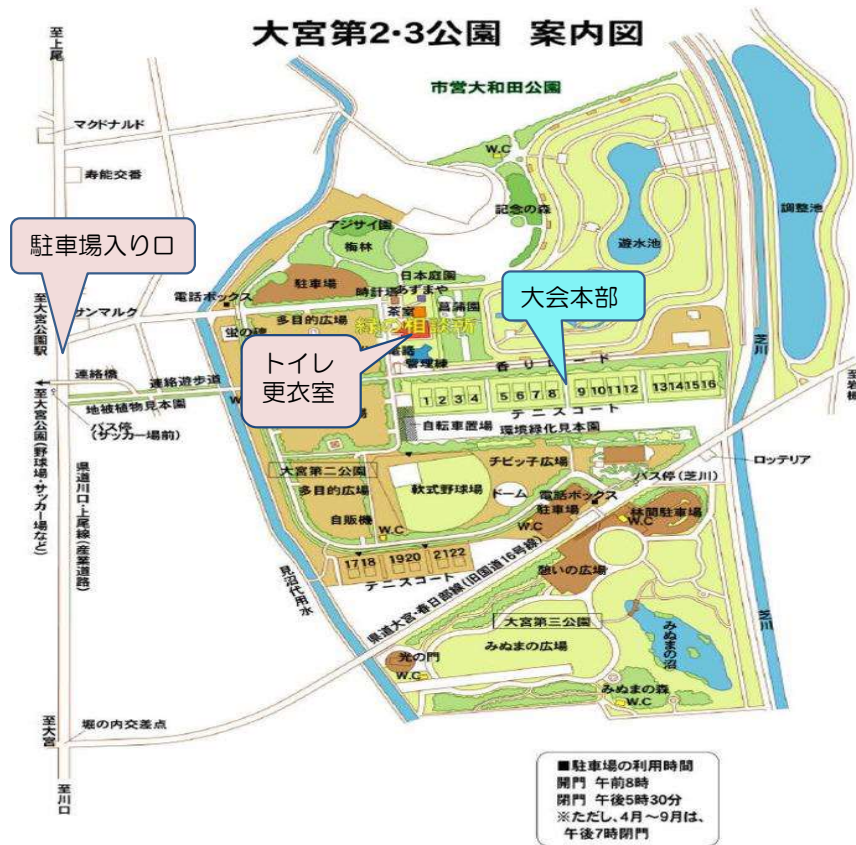 大宮第2・3公園 案内図
至上尾
市営大和田公園
マクドナルド
W.C
寿能交番
記念の森
調整池
アジサイ園
遊水池
駐車場入り口
梅林
日本庭園
駐車場
時計塔
あずまや
大会本部
至大宮公園駅
サンマルク
電話ボックス
茶室
菖蒲園
蛍の碑
多目的広場
緑の相談所
芝川
トイレ
更衣室
管理棟
香りロード
連絡橋
連絡遊歩道
至岩槻
地被植物見本園
1 2 3 4
5 6 7 8
9 10 11 12
13 14 15 16
テニスコート
バス停
(サッカー場前)
自転車置場
環境緑化見本園
至大宮公園(野球場・サッカー場など)
県道川口・上尾線(産業道路)
ロッテリア
大宮第二公園
チビッ子広場
バス停(芝川)
多目的広場
軟式野球場
ドーム
電話ボックス
駐車場
林間駐車場
自販機
W.C
W.C
W.C
17 18
19 20
21 22
テニスコート
憩いの広場
見沼代用水
県道大宮・春日部線(旧国道16号線)
大宮第三公園
芝川
みぬまの沼
光の門
みぬまの広場
W.C
みぬまの森
W.C
至大宮
堀の内交差点
至川口
■駐車場の利用時間
開門 午前8時
閉門 午後5時30分
※ただし、4月～9月は、
午後7時閉門